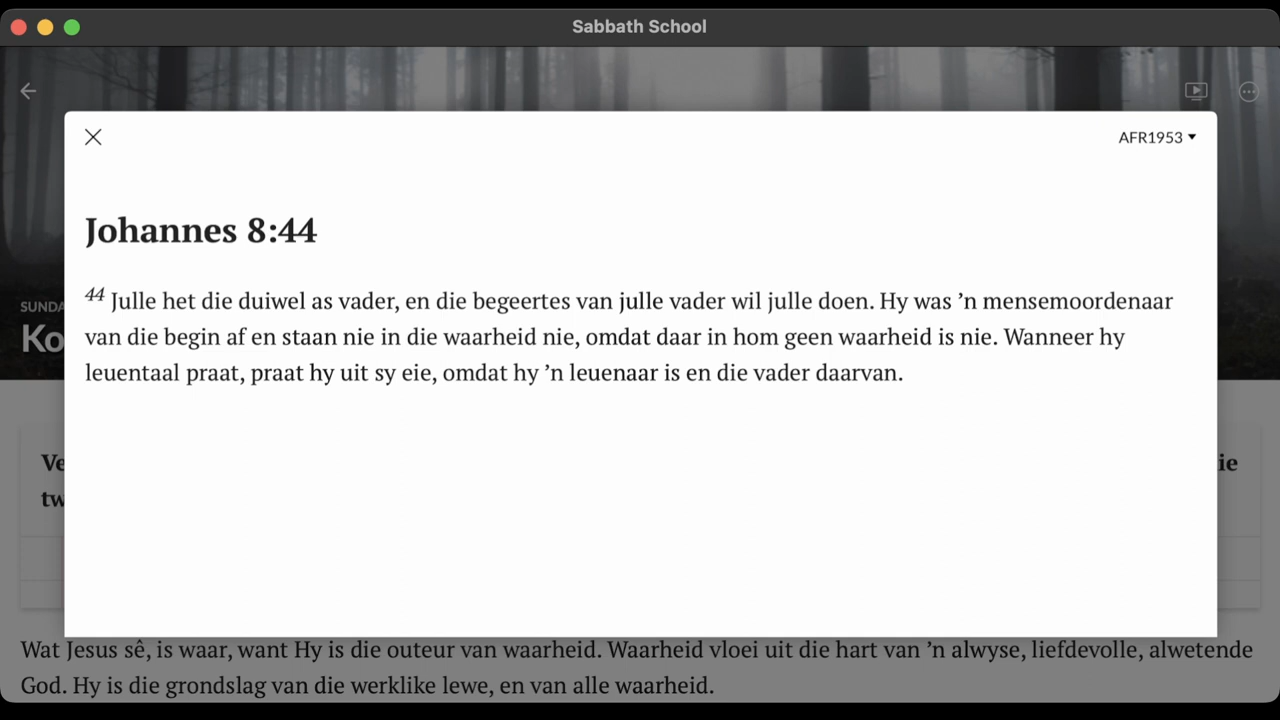 Sabbath School
AFR1953
Johannes 8:44
44 Julle het die duiwel as vader, en die begeertes van julle vader wil julle doen. Hy was ’n mensemoordenaar
van die begin af en staan nie in die waarheid nie, omdat daar in hom geen waarheid is nie. Wanneer hy
leuentaal praat, praat hy uit sy eie, omdat hy ’n leuenaar is en die vader daarvan.
Wat Jesus sê, is waar, want Hy is die outeur van waarheid. Waarheid vloei uit die hart van ’n alwyse, liefdevolle, alwetende
God. Hy is die grondslag van die werklike lewe, en van alle waarheid.